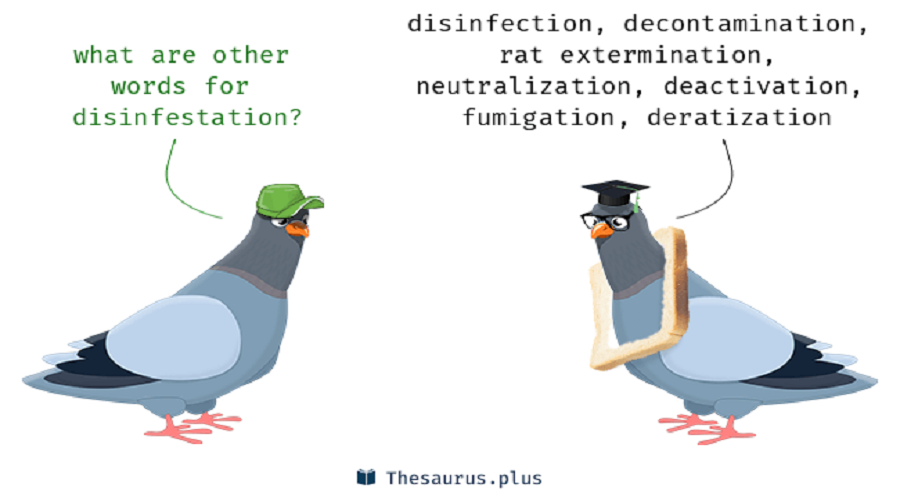 what are other
words for
disinfestation?
disinfection, decontamination,
rat extermination,
neutralization, deactivation,
fumigation, deratization
Thesaurus.plus